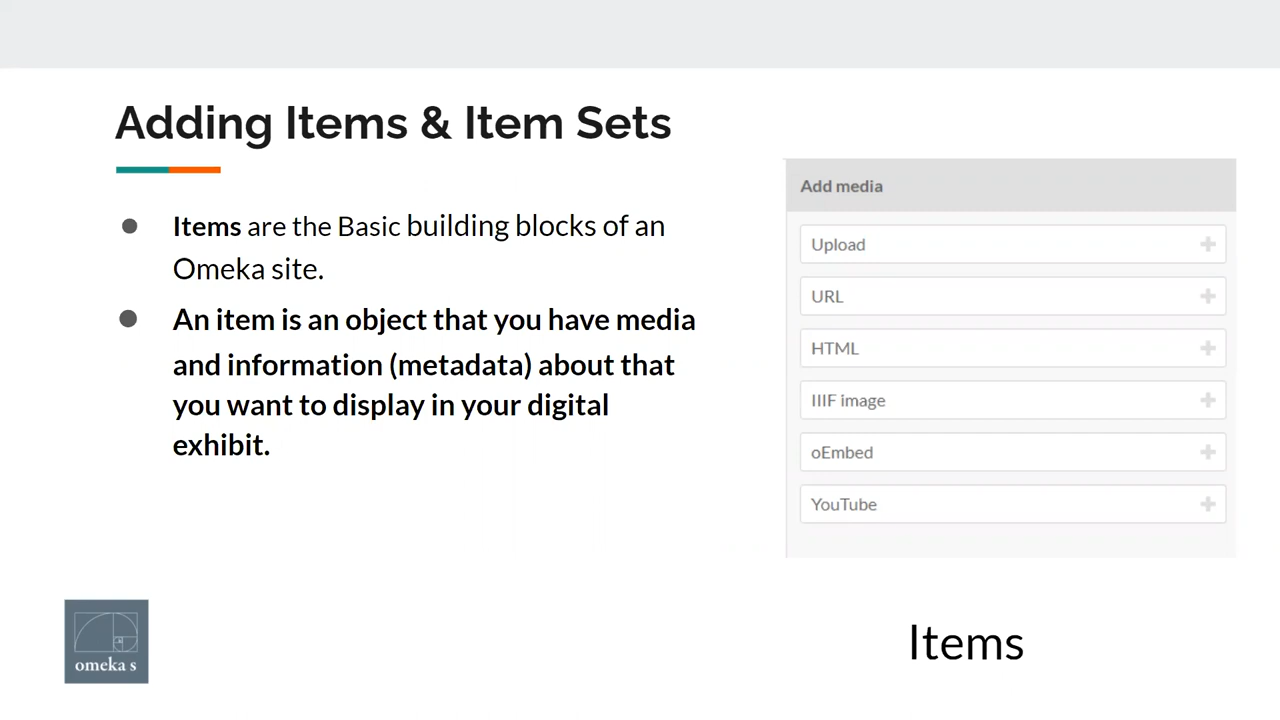 Adding Items & Item Sets
Items are the Basic building blocks of an
Omeka site.
An item is an object that you have media
and information (metadata) about that
you want to display in your digital
exhibit.
Add media
Upload
URL
HTML
IIIF image
oEmbed
YouTube
omeka s
Items